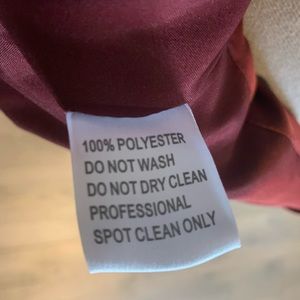 100% POLYESTER
DO NOT WASH
DO NOT DRY CLEAN
PROFESSIONAL
SPOT CLEAN ONLY